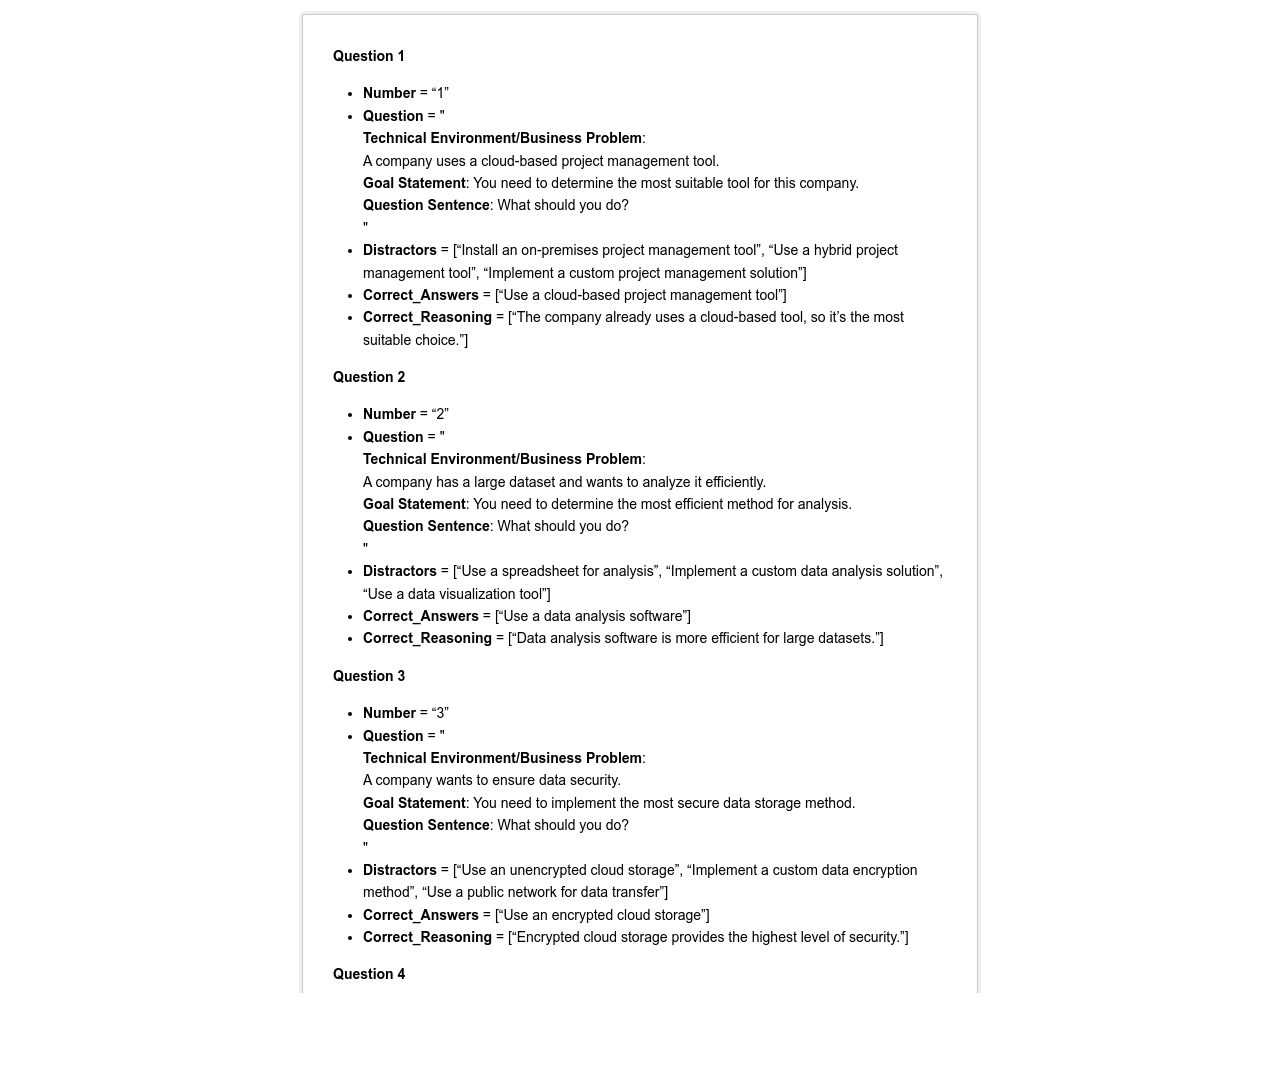 Question 1
• Number = “1”
• Question = "
Technical Environment/Business Problem:
A company uses a cloud-based project management tool.
Goal Statement: You need to determine the most suitable tool for this company.
Question Sentence: What should you do?
"
• Distractors = [“Install an on-premises project management tool”, “Use a hybrid project
management tool”, “Implement a custom project management solution”]
• Correct_Answers = [“Use a cloud-based project management tool”]
• Correct_Reasoning = [“The company already uses a cloud-based tool, so it’s the most
suitable choice.”]
Question 2
• Number = “2”
• Question = "
Technical Environment/Business Problem:
A company has a large dataset and wants to analyze it efficiently.
Goal Statement: You need to determine the most efficient method for analysis.
Question Sentence: What should you do?
"
• Distractors = [“Use a spreadsheet for analysis”, “Implement a custom data analysis solution”,
“Use a data visualization tool”]
• Correct_Answers = [“Use a data analysis software”]
• Correct_Reasoning = [“Data analysis software is more efficient for large datasets.”]
Question 3
• Number = “3”
• Question = "
Technical Environment/Business Problem:
A company wants to ensure data security.
Goal Statement: You need to implement the most secure data storage method.
Question Sentence: What should you do?
"
• Distractors = [“Use an unencrypted cloud storage”, “Implement a custom data encryption
method”, “Use a public network for data transfer”]
• Correct_Answers = [“Use an encrypted cloud storage”]
• Correct_Reasoning = [“Encrypted cloud storage provides the highest level of security.”]
Question 4